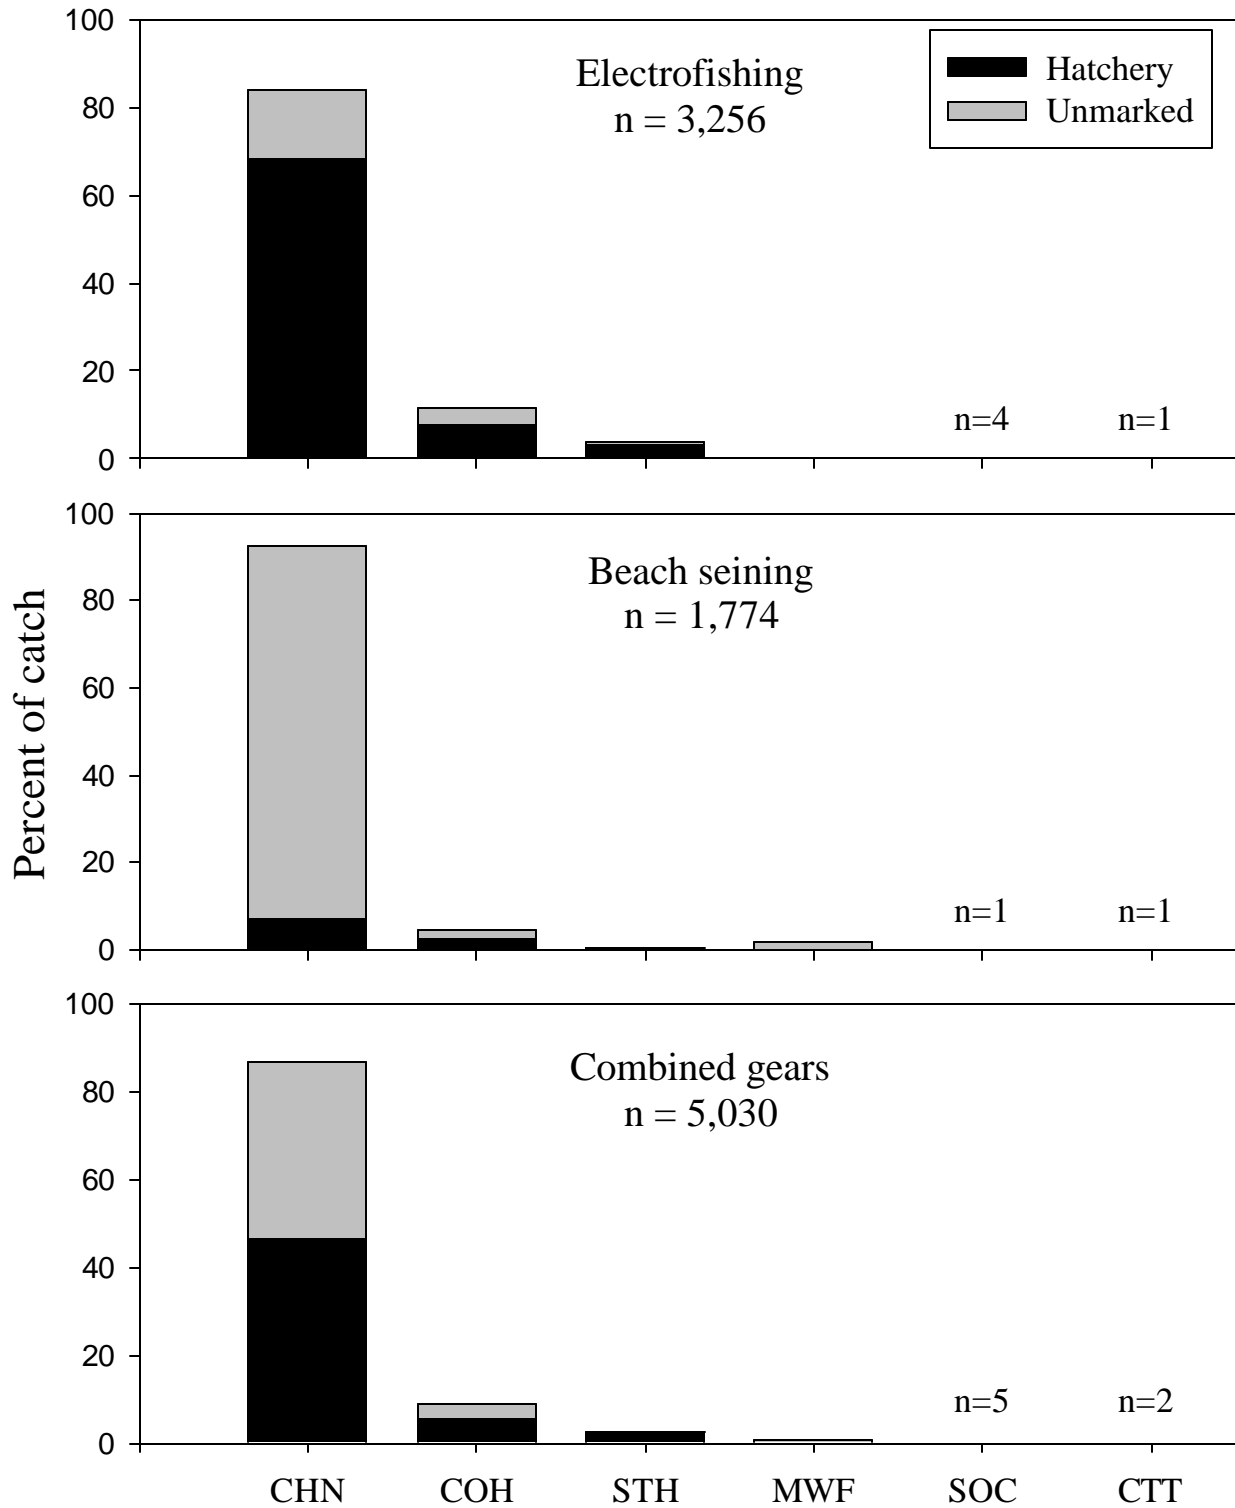 100
80
60
40
20
0
Electrofishing
n = 3,256
Hatchery
Unmarked
n=4
n=1
Percent of catch
100
80
60
40
20
0
Beach seining
n = 1,774
n=1
n=1
100
80
60
40
20
0
Combined gears
n = 5,030
n=5
n=2
CHN COH STH MWF SOC CTT